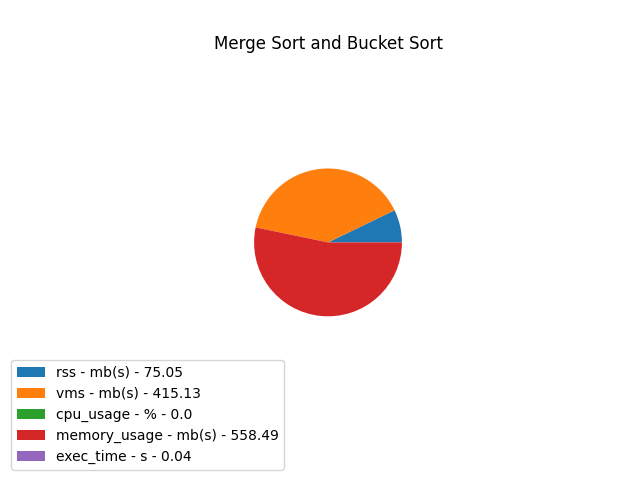 Merge Sort and Bucket Sort
rss - mb(s) - 75.05
vms - mb(s) - 415.13
cpu_usage - % - 0.0
memory_usage - mb(s) - 558.49
exec_time - s - 0.04